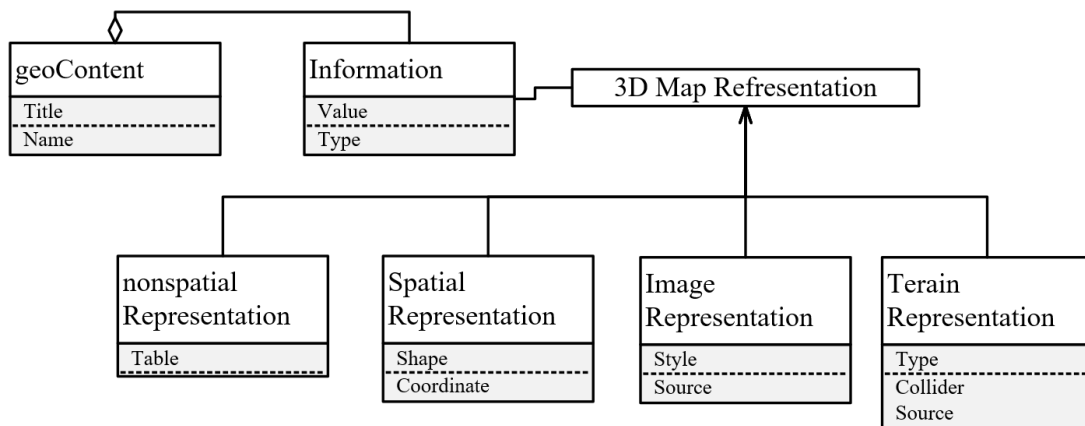 geoContent
Title
Name
Information
Value
Type
3D Map Refresentation
nonspatial
Representation
Table
Spatial
Representation
Shape
Coordinate
Image
Representation
Style
Source
Terain
Representation
Type
Collider
Source